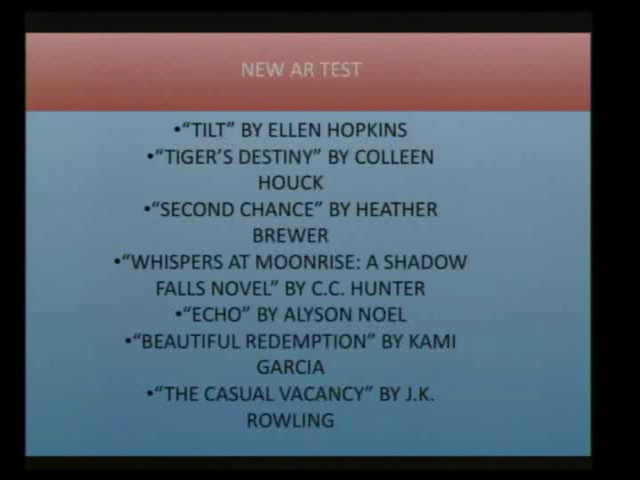 NEW AR TEST
•“TILT” BY ELLEN HOPKINS
•“TIGER’S DESTINY” BY COLLEEN
HOUCK
•“SECOND CHANCE” BY HEATHER
BREWER
•“WHISPERS AT MOONRISE: A SHADOW
FALLS NOVEL” BY C.C. HUNTER
•“ECHO” BY ALYSON NOEL
•“BEAUTIFUL REDEMPTION” BY KAMI
GARCIA
•“THE CASUAL VACANCY” BY J.K.
ROWLING